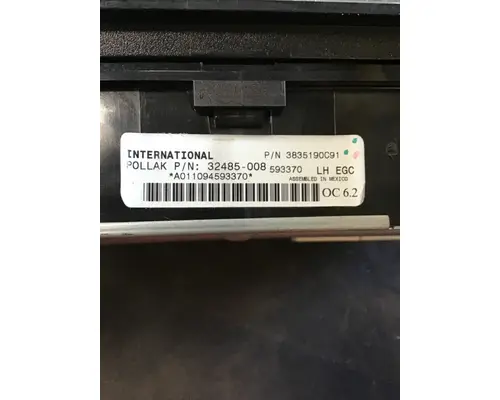 INTERNATIONAL P/N 3835190C91
POLLAK P/N: 32485-008 593370 LH EGC
*A011094593370* ASSEMBLED IN MEXICO
OC 6.2